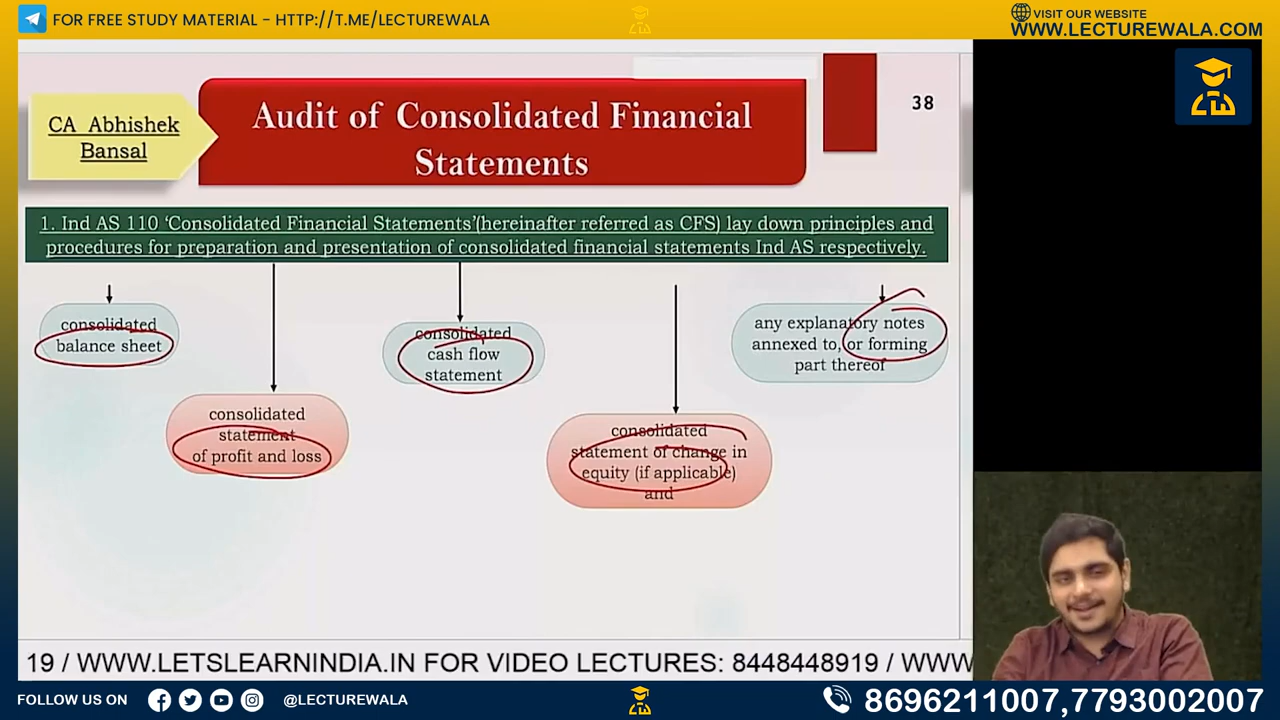 FOR FREE STUDY MATERIAL - HTTP://T.ME/LECTUREWALA
VISIT OUR WEBSITE
WWW.LECTUREWALA.COM
CA Abhishek
Bansal
Audit of Consolidated Financial
Statements
38
1. Ind AS 110 ‘Consolidated Financial Statements’(hereinafter referred as CFS) lay down principles and
procedures for preparation and presentation of consolidated financial statements Ind AS respectively.
consolidated
balance sheet
consolidated
statement
of profit and loss
consolidated
cash flow
statement
consolidated
statement of change in
equity (if applicable)
and
any explanatory notes
annexed to, or forming
part thereof
19 / WWW.LETSLEARNINDIA.IN FOR VIDEO LECTURES: 8448448919 / WWW
FOLLOW US ON
@LECTUREWALA
8696211007,7793002007